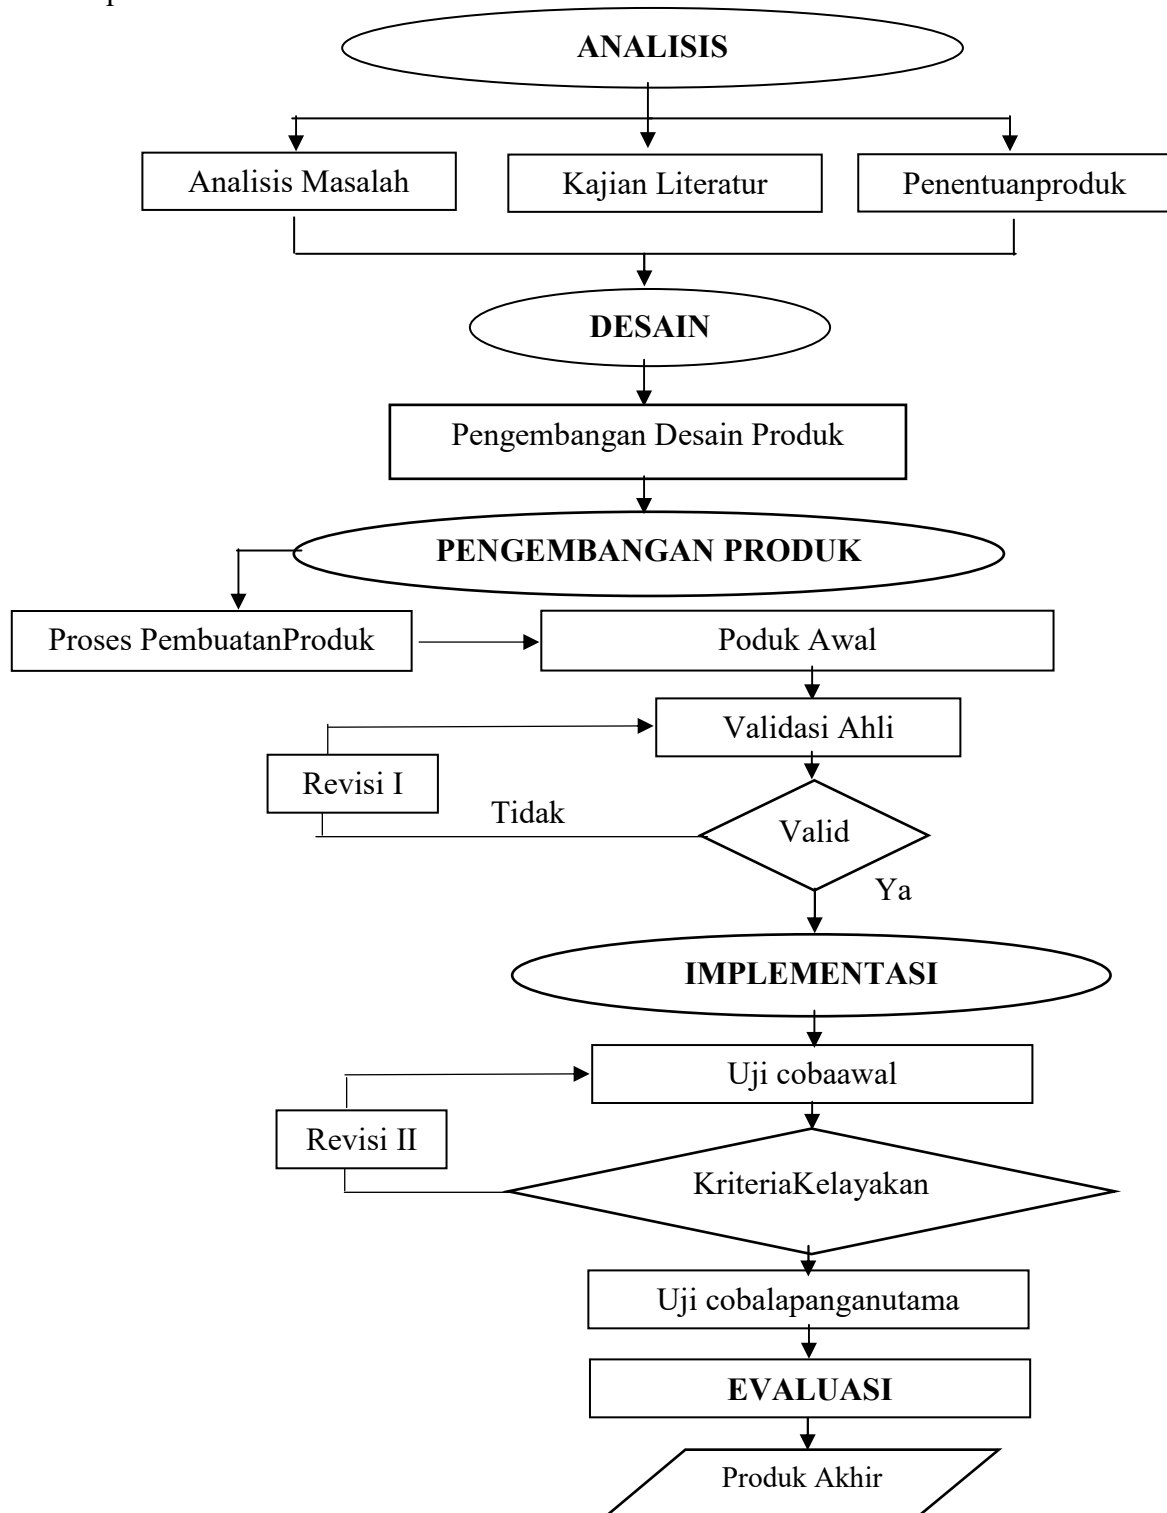 ANALISIS
Analisis Masalah
Kajian Literatur
Penentuanproduk
DESAIN
Pengembangan Desain Produk
PENGEMBANGAN PRODUK
Proses PembuatanProduk
Poduk Awal
Validasi Ahli
Revisi I
Tidak
Valid
Ya
IMPLEMENTASI
Uji cobaawal
Revisi II
KriteriaKelayakan
Uji cobalapanganutama
EVALUASI
Produk Akhir